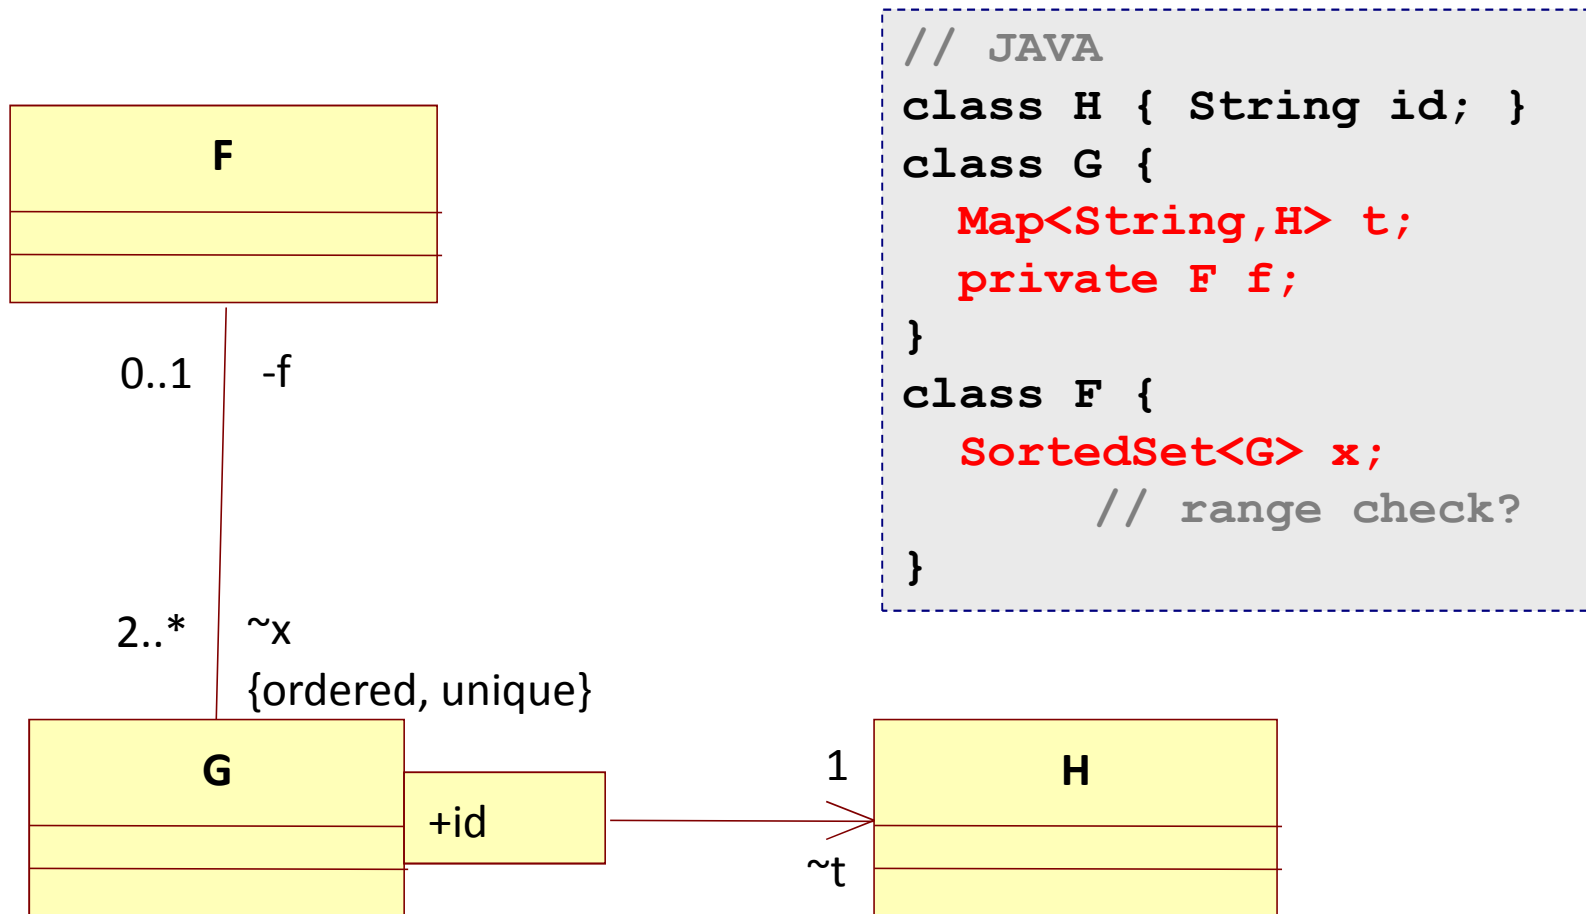 // JAVA
class H { String id; }
class G {
Map<String,H> t;
private F f;
}
class F {
SortedSet<G> x;
// range check?
}
F
0..1 -f
2..* ~x
{ordered, unique}
G
+id
1
~t
H